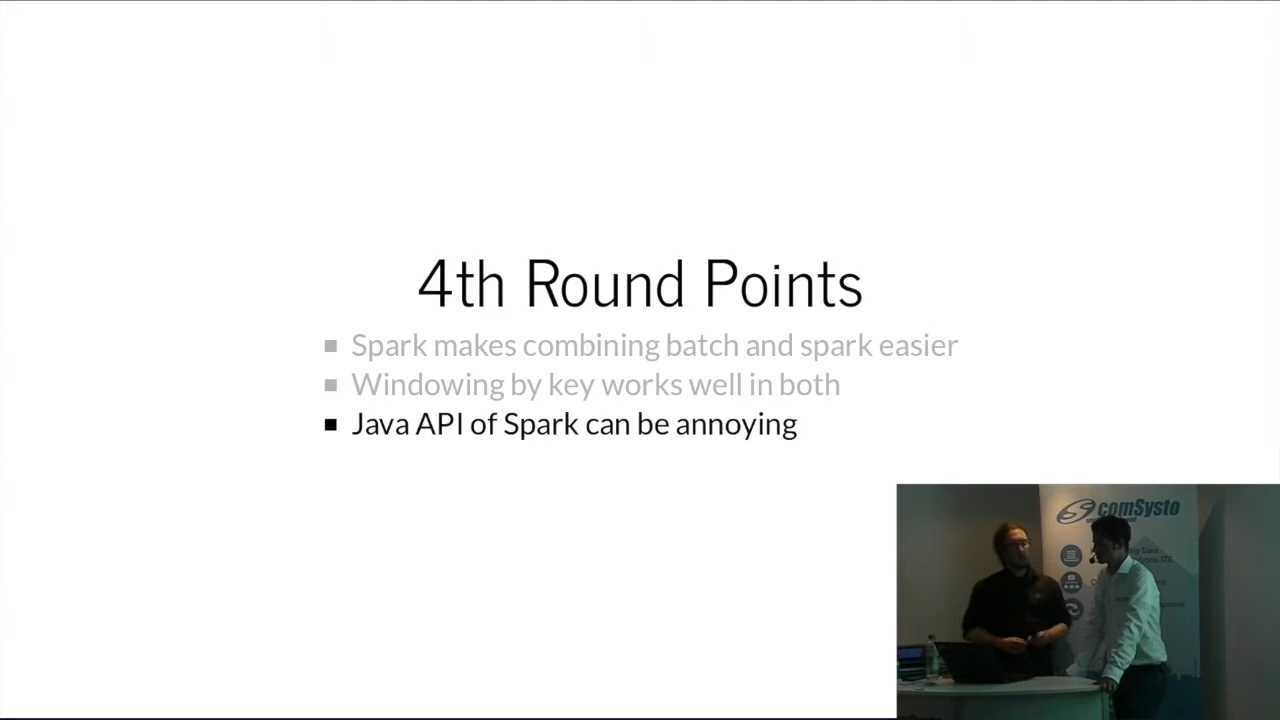 4th Round Points
Spark makes combining batch and spark easier
Windowing by key works well in both
Java API of Spark can be annoying
comSysto